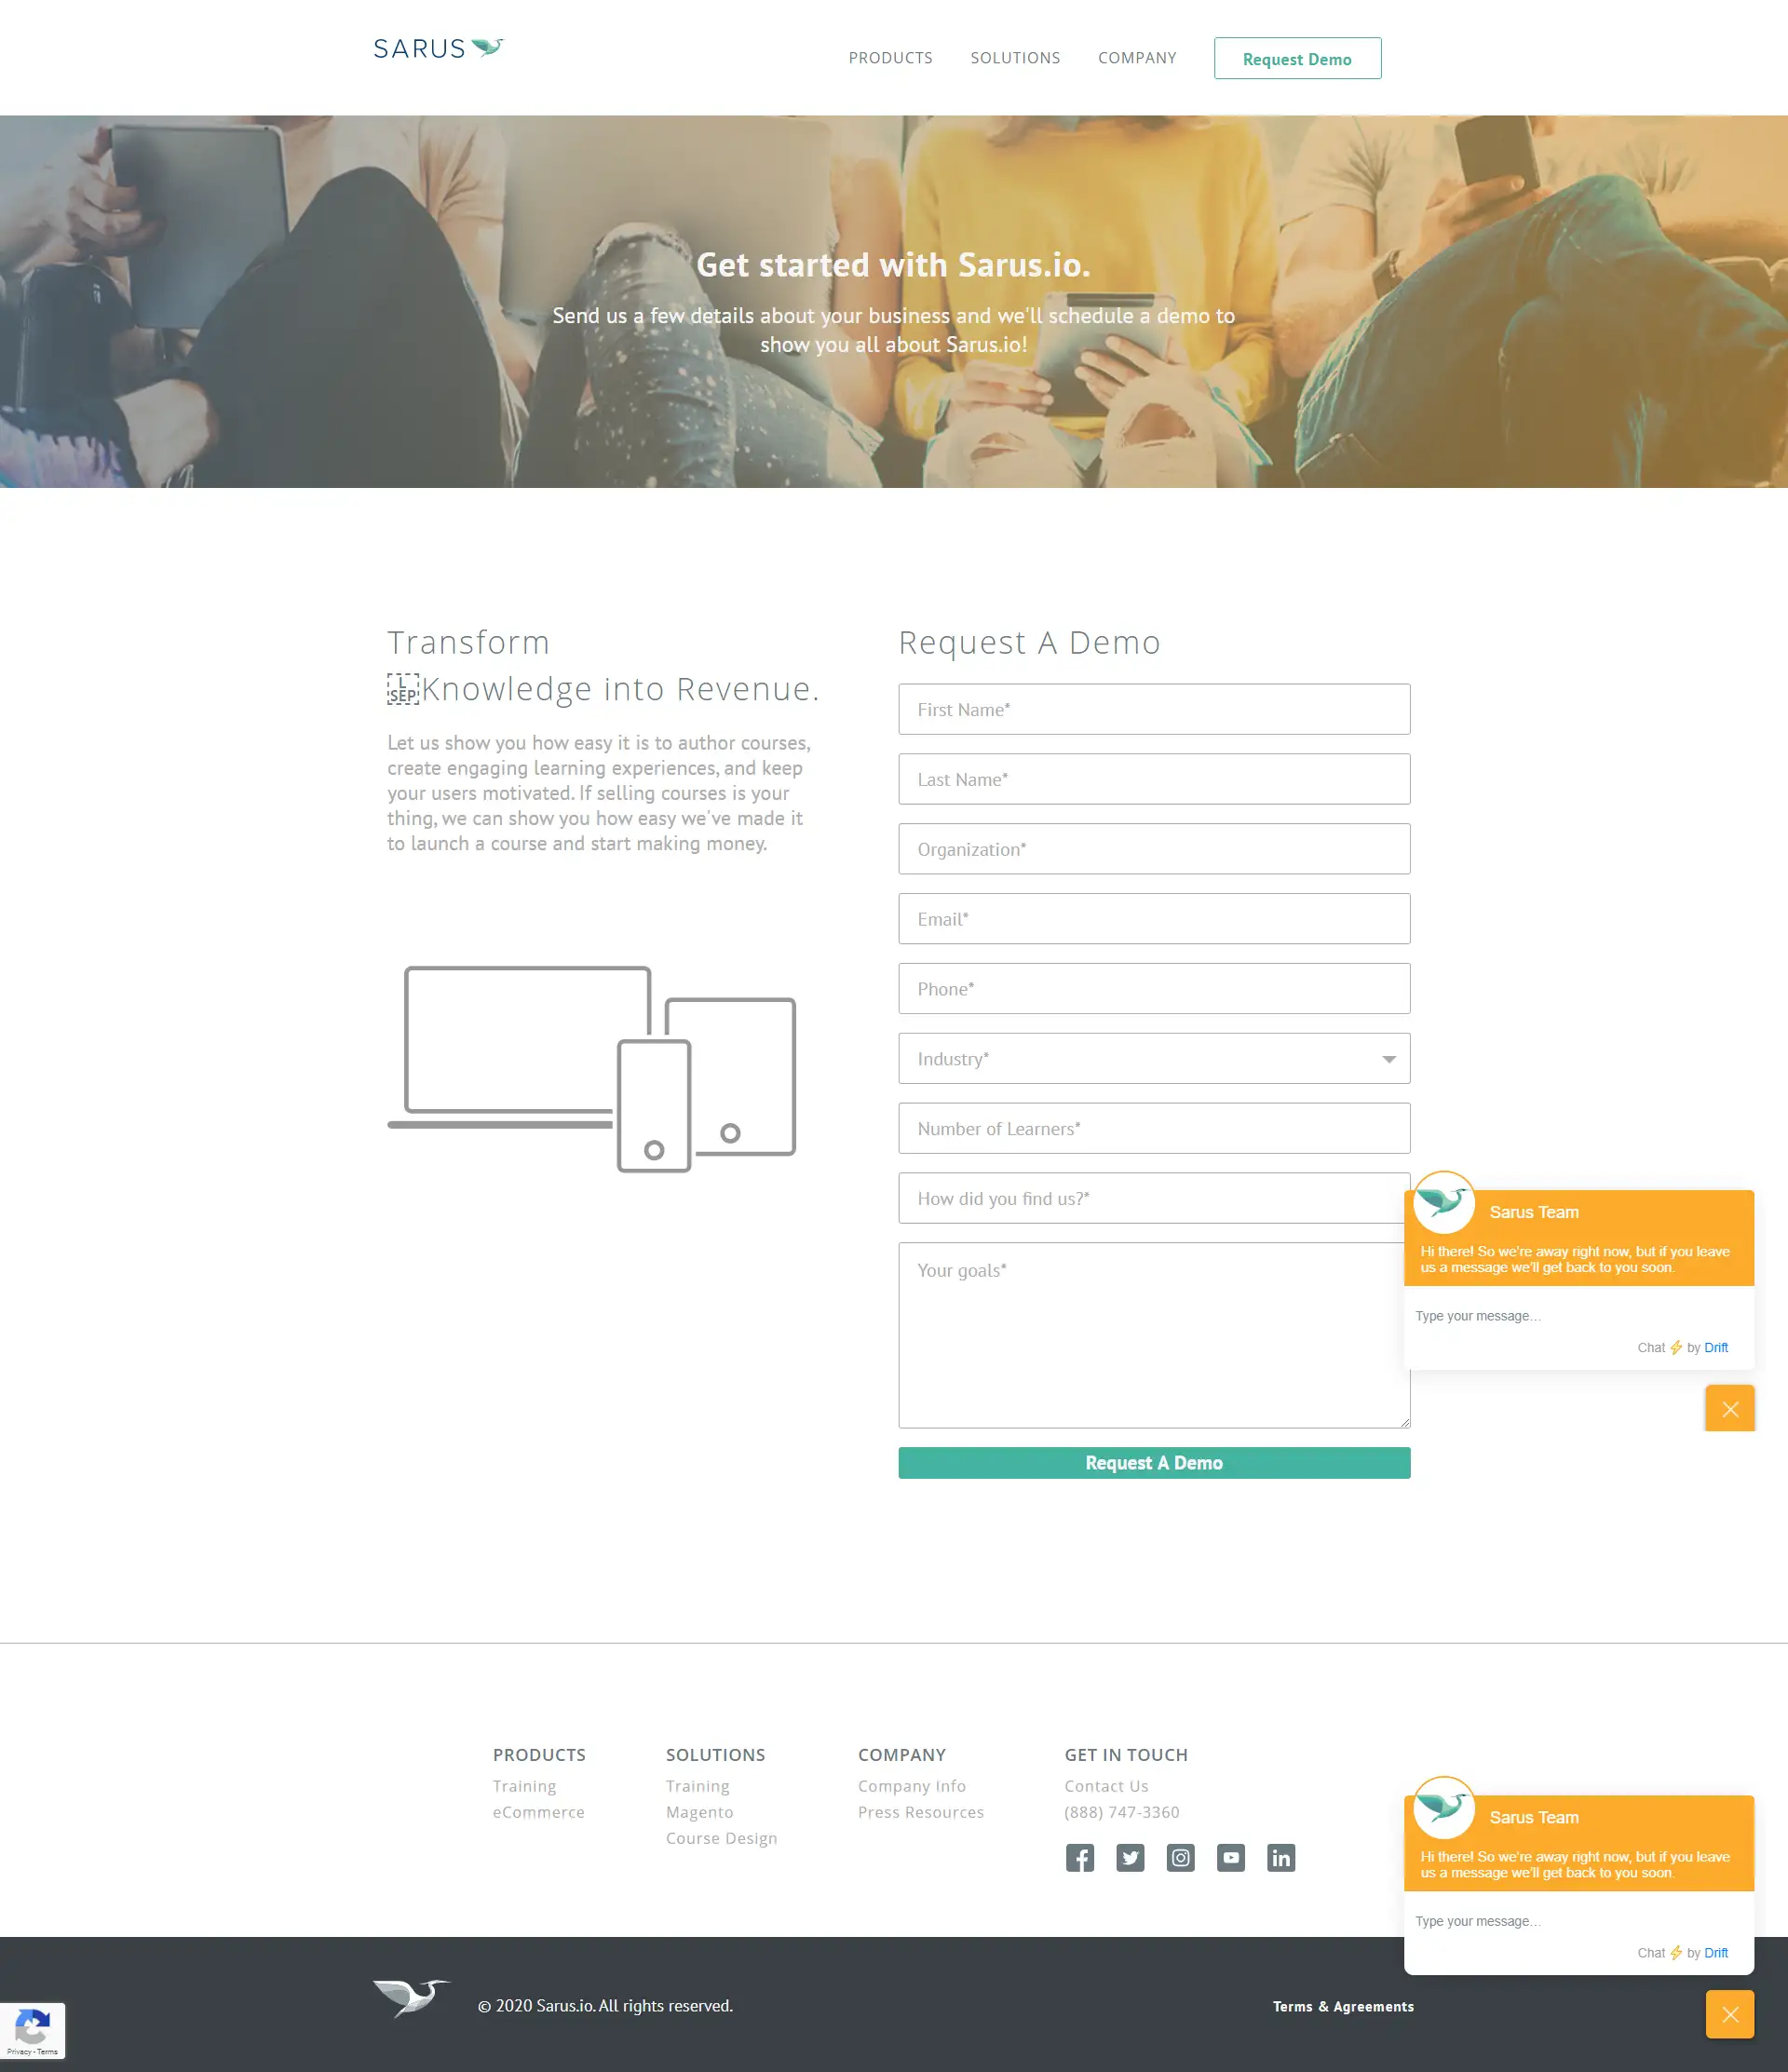 SARUS
PRODUCTS
SOLUTIONS
COMPANY
Request Demo
Get started with Sarus.io.
Send us a few details about your business and we'll schedule a demo to
show you all about Sarus.io!
Transform
L
SEP
Knowledge into Revenue.
Let us show you how easy it is to author courses,
create engaging learning experiences, and keep
your users motivated. If selling courses is your
thing, we can show you how easy we've made it
to launch a course and start making money.
Request A Demo
First Name*
Last Name*
Organization*
Email*
Phone*
Industry*
Number of Learners*
How did you find us?*
Your goals*
Request A Demo
Sarus Team
Hi there! So we're away right now, but if you leave
us a message we'll get back to you soon.
Type your message...
Chat ⚡ by Drift
PRODUCTS
Training
eCommerce
SOLUTIONS
Training
Magento
Course Design
COMPANY
Company Info
Press Resources
GET IN TOUCH
Contact Us
(888) 747-3360
Sarus Team
Hi there! So we're away right now, but if you leave
us a message we'll get back to you soon.
Type your message...
Chat ⚡ by Drift
© 2020 Sarus.io. All rights reserved.
Terms & Agreements
Privacy - Terms